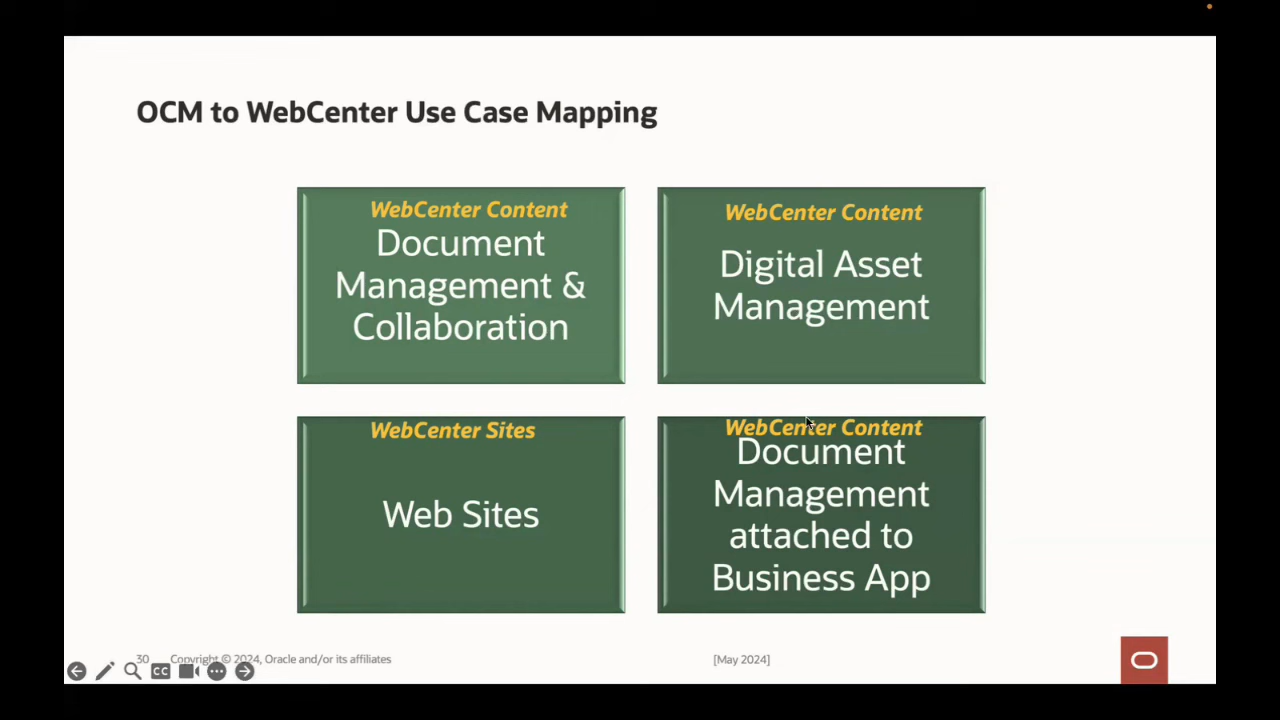 OCM to WebCenter Use Case Mapping
WebCenter Content
Document
Management &
Collaboration
WebCenter Content
Digital Asset
Management
WebCenter Sites
Web Sites
WebCenter Content
Document
Management
attached to
Business App
30 Copyright © 2024, Oracle and/or its affiliates
[May 2024]
CC